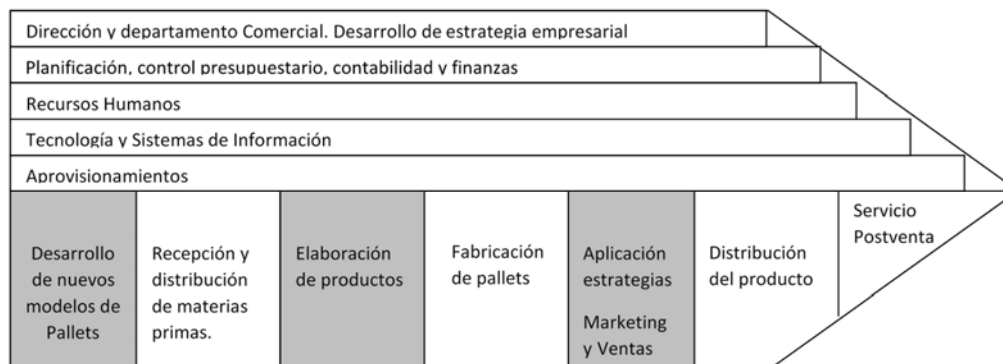 Dirección y departamento Comercial. Desarrollo de estrategia empresarial
Planificación, control presupuestario, contabilidad y finanzas
Recursos Humanos
Tecnología y Sistemas de Información
Aprovisionamientos
Desarrollo
de nuevos
modelos de
Pallets
Recepción y
distribución
de materias
primas.
Elaboración
de productos
Fabricación
de pallets
Aplicación
estrategias
Marketing
y Ventas
Distribución
del producto
Servicio
Postventa